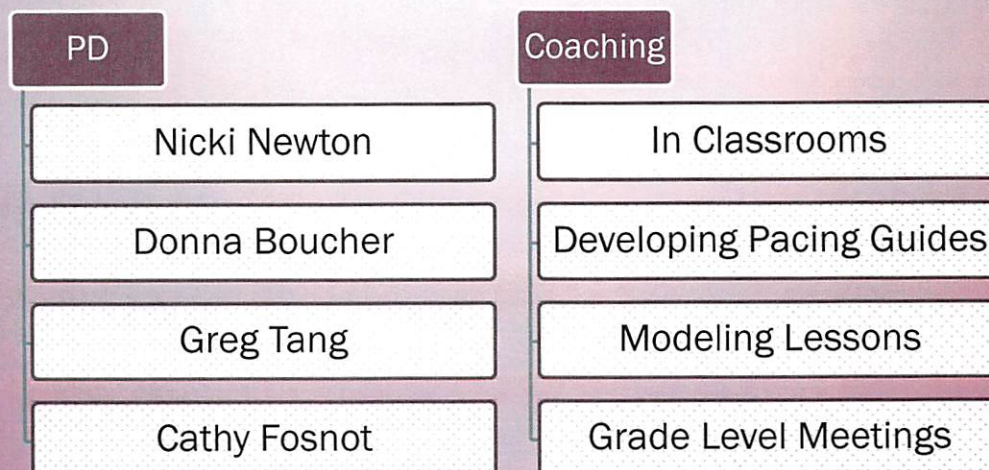 PD
Nicki Newton
Donna Boucher
Greg Tang
Cathy Fosnot
Coaching
In Classrooms
Developing Pacing Guides
Modeling Lessons
Grade Level Meetings